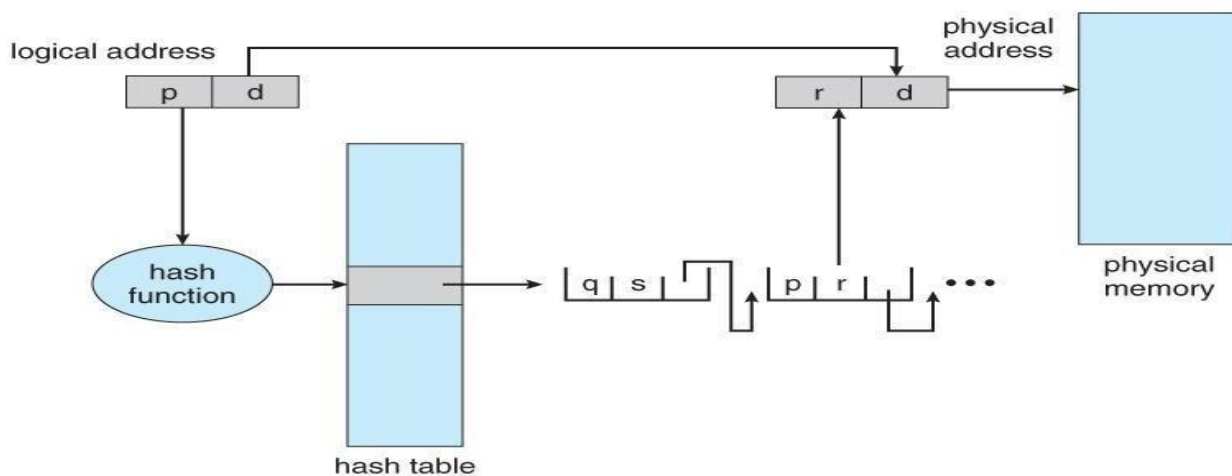 logical address
p d
physical
address
r d
hash
function
q s
p r
•••
physical
memory
hash table